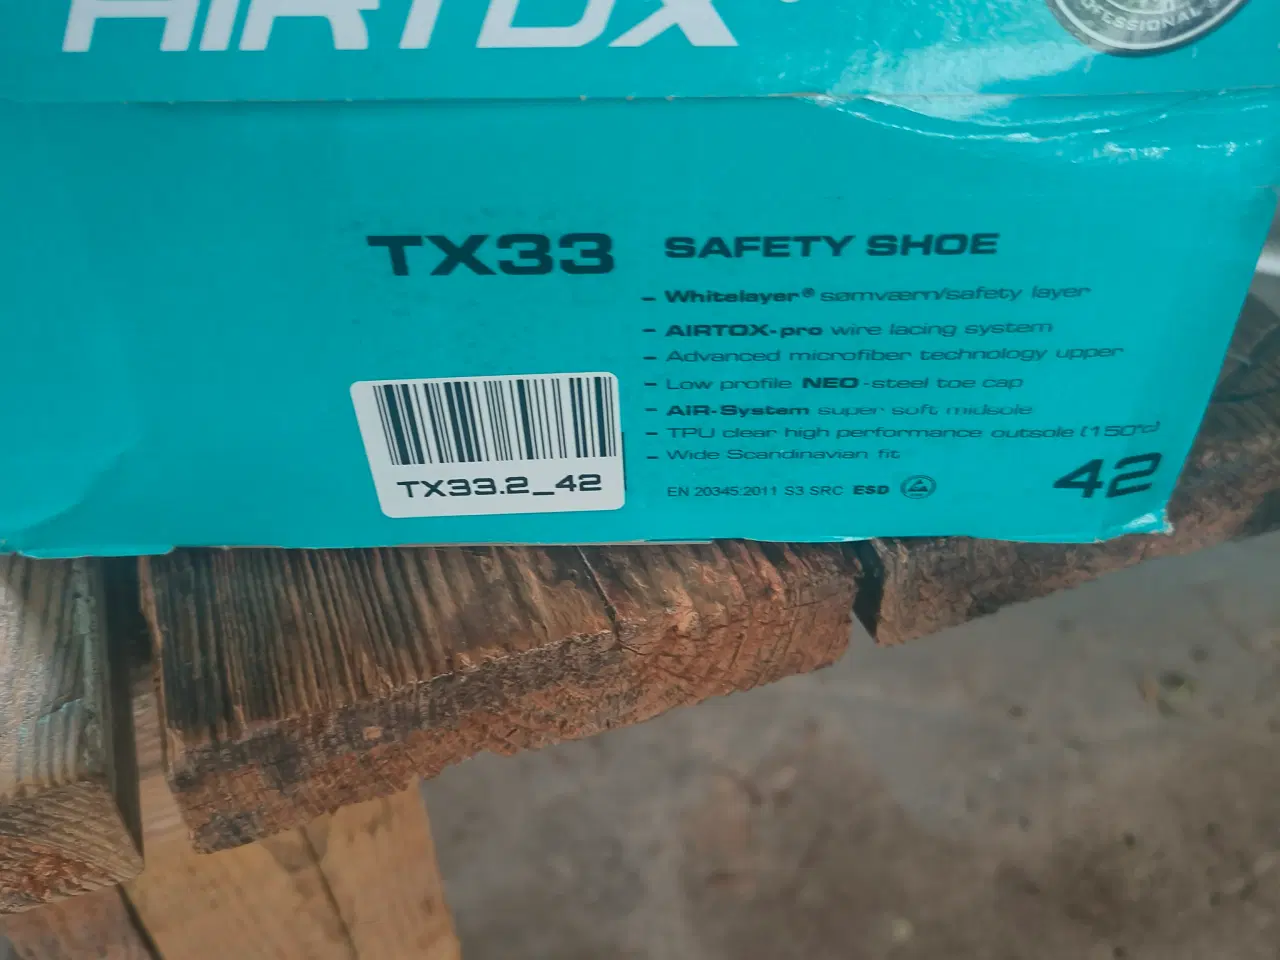 AIRTOX
PROFESSIONAL
TX33
SAFETY SHOE
- Whitelayer® sømværn/safety layer
- AIRTOX-pro wire lacing system
- Advanced microfiber technology upper
- Low profile NEO-steel toe cap
- AiR-System super soft midsole
- TPU clear high performance outsole (150°c)
- Wide Scandinavian fit
EN 20345:2011 S3 SRC ESD
42
TX33.2_42